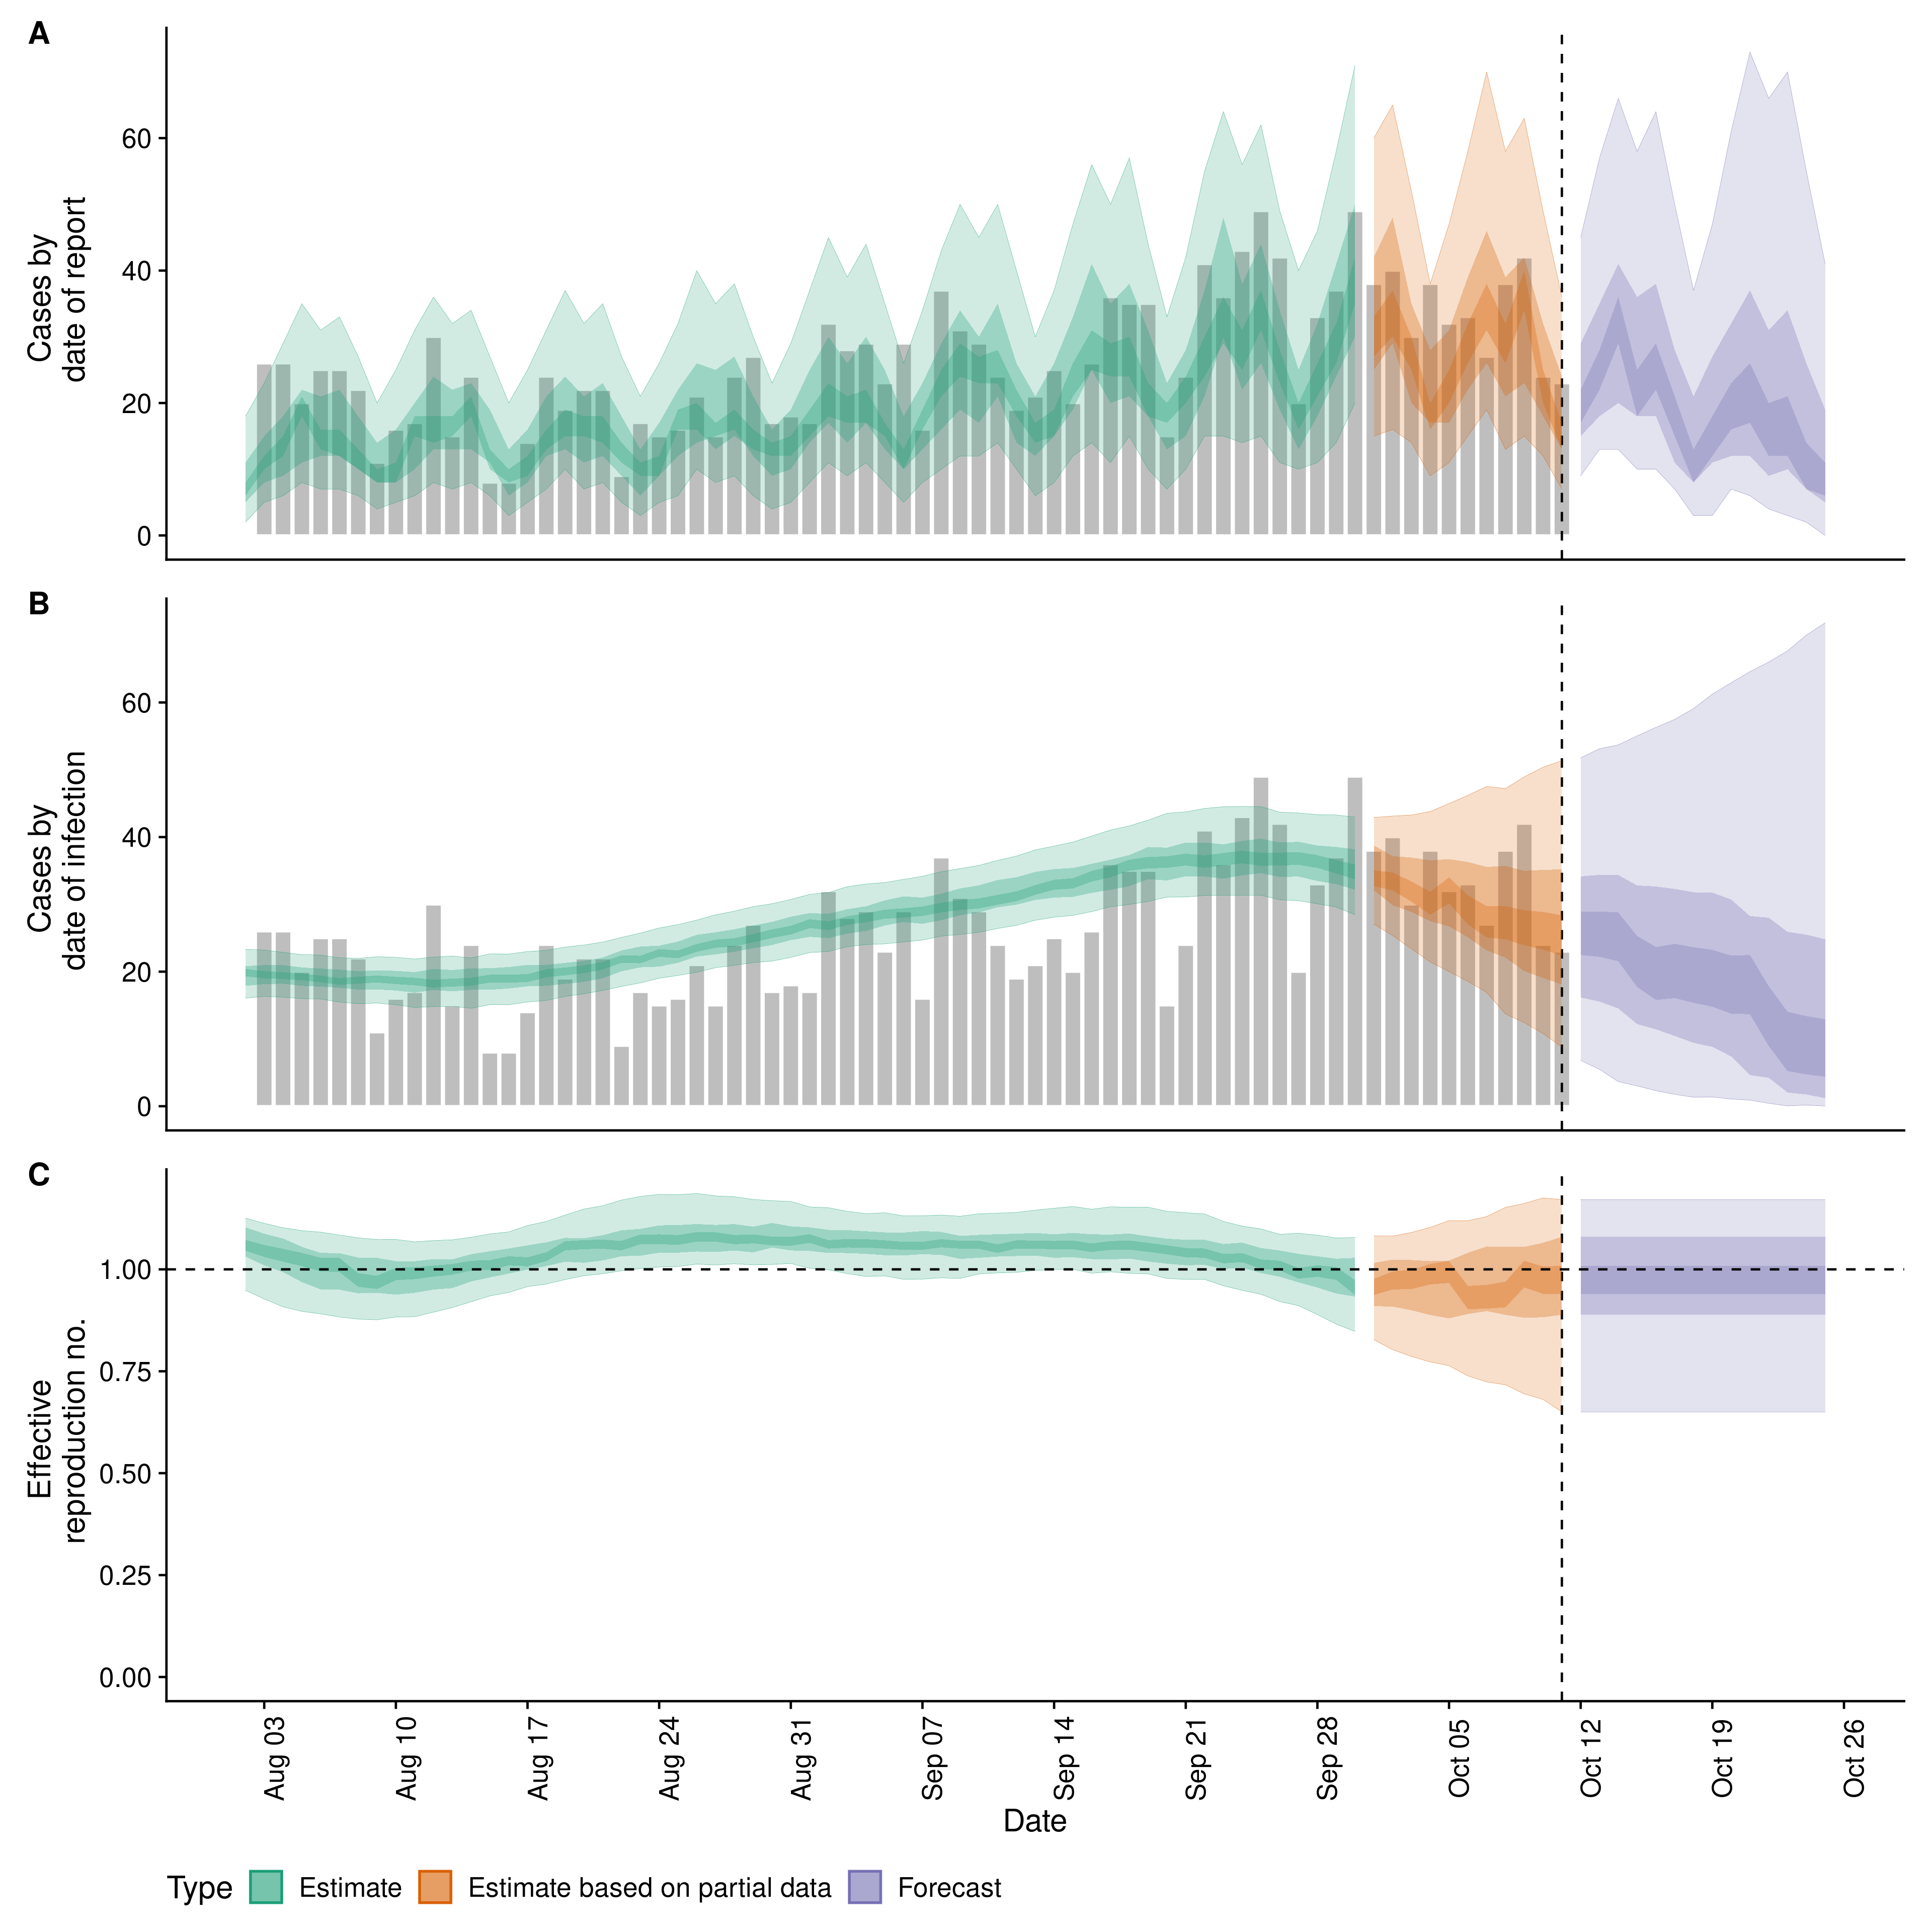 A
Cases by
date of report
60
40
20
0
B
Cases by
date of infection
60
40
20
0
C
Effective
reproduction no.
1.00
0.75
0.50
0.25
0.00
Aug 03
Aug 10
Aug 17
Aug 24
Aug 31
Sep 07
Sep 14
Sep 21
Sep 28
Oct 05
Oct 12
Oct 19
Oct 26
Date
Type Estimate Estimate based on partial data Forecast